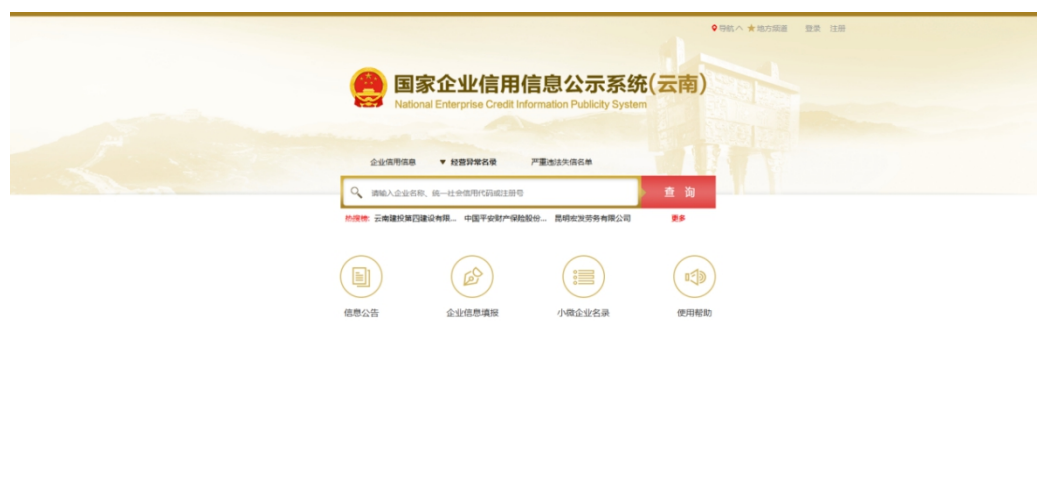 导航 ★ 地方频道 登录 注册
国家企业信用信息公示系统(云南)
National Enterprise Credit Information Publicity System
企业信用信息 ▼ 经营异常名录 严重违法失信名单
请输入企业名称、统一社会信用代码或注册号 查 询
热搜榜: 云南建投第四建设有限... 中国平安财产保险股份... 昆明宏发劳务有限公司 更多
信息公告 企业信息填报 小微企业名录 使用帮助